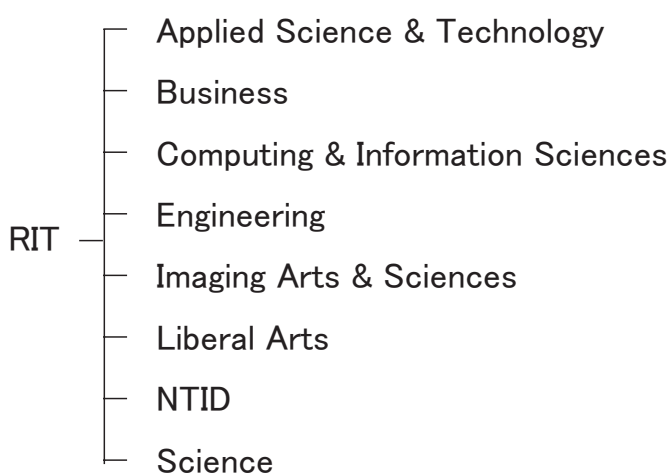 Applied Science & Technology
Business
Computing & Information Sciences
Engineering
RIT
Imaging Arts & Sciences
Liberal Arts
NTID
Science